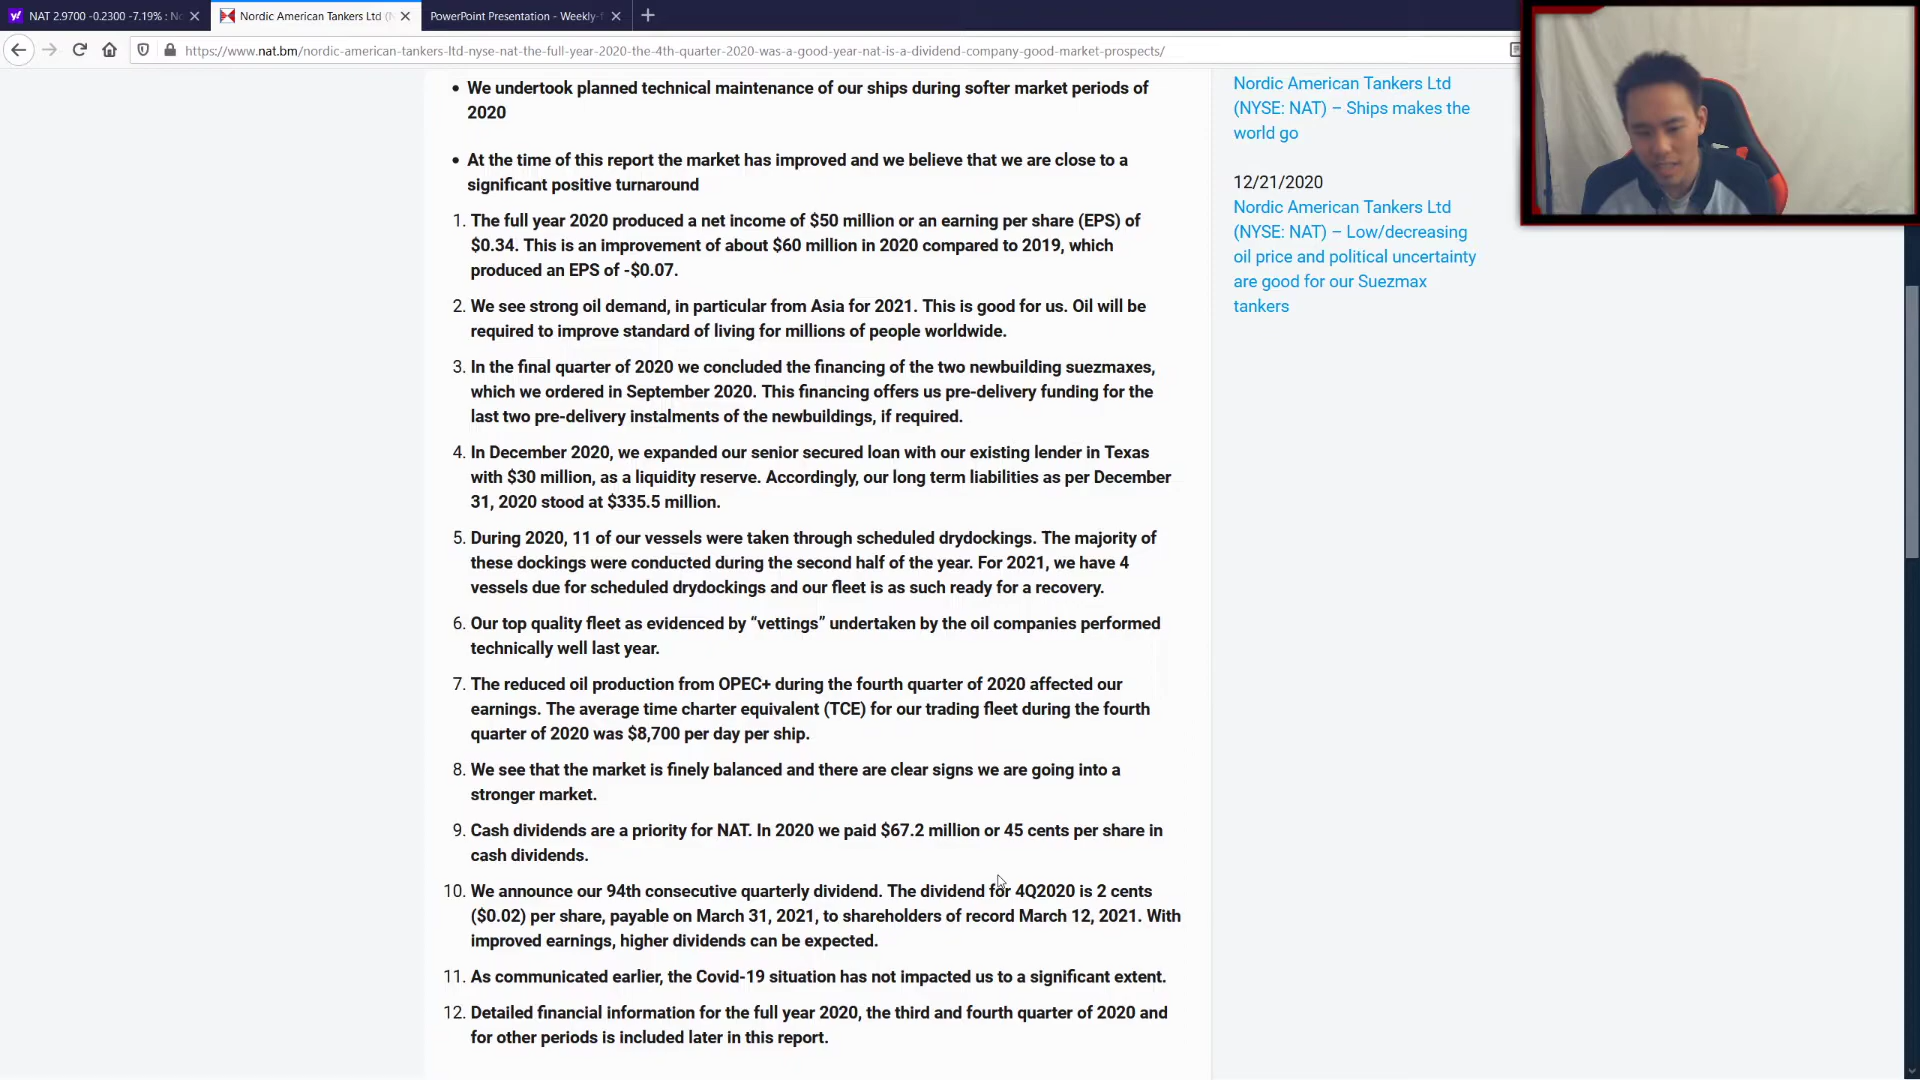 NAT 2.9700 -0.2300 -7.19% : N
Nordic American Tankers Ltd (N
PowerPoint Presentation - Weekly-f
https://www.nat.bm/nordic-american-tankers-ltd-nyse-nat-the-full-year-2020-the-4th-quarter-2020-was-a-good-year-nat-is-a-dividend-company-good-market-prospects/
• We undertook planned technical maintenance of our ships during softer market periods of
2020
• At the time of this report the market has improved and we believe that we are close to a
significant positive turnaround
1. The full year 2020 produced a net income of $50 million or an earning per share (EPS) of
$0.34. This is an improvement of about $60 million in 2020 compared to 2019, which
produced an EPS of -$0.07.
2. We see strong oil demand, in particular from Asia for 2021. This is good for us. Oil will be
required to improve standard of living for millions of people worldwide.
3. In the final quarter of 2020 we concluded the financing of the two newbuilding suezmaxes,
which we ordered in September 2020. This financing offers us pre-delivery funding for the
last two pre-delivery instalments of the newbuildings, if required.
4. In December 2020, we expanded our senior secured loan with our existing lender in Texas
with $30 million, as a liquidity reserve. Accordingly, our long term liabilities as per December
31, 2020 stood at $335.5 million.
5. During 2020, 11 of our vessels were taken through scheduled drydockings. The majority of
these dockings were conducted during the second half of the year. For 2021, we have 4
vessels due for scheduled drydockings and our fleet is as such ready for a recovery.
6. Our top quality fleet as evidenced by “vettings” undertaken by the oil companies performed
technically well last year.
7. The reduced oil production from OPEC+ during the fourth quarter of 2020 affected our
earnings. The average time charter equivalent (TCE) for our trading fleet during the fourth
quarter of 2020 was $8,700 per day per ship.
8. We see that the market is finely balanced and there are clear signs we are going into a
stronger market.
9. Cash dividends are a priority for NAT. In 2020 we paid $67.2 million or 45 cents per share in
cash dividends.
10. We announce our 94th consecutive quarterly dividend. The dividend for 4Q2020 is 2 cents
($0.02) per share, payable on March 31, 2021, to shareholders of record March 12, 2021. With
improved earnings, higher dividends can be expected.
11. As communicated earlier, the Covid-19 situation has not impacted us to a significant extent.
12. Detailed financial information for the full year 2020, the third and fourth quarter of 2020 and
for other periods is included later in this report.
Nordic American Tankers Ltd
(NYSE: NAT) – Ships makes the
world go
12/21/2020
Nordic American Tankers Ltd
(NYSE: NAT) – Low/decreasing
oil price and political uncertainty
are good for our Suezmax
tankers